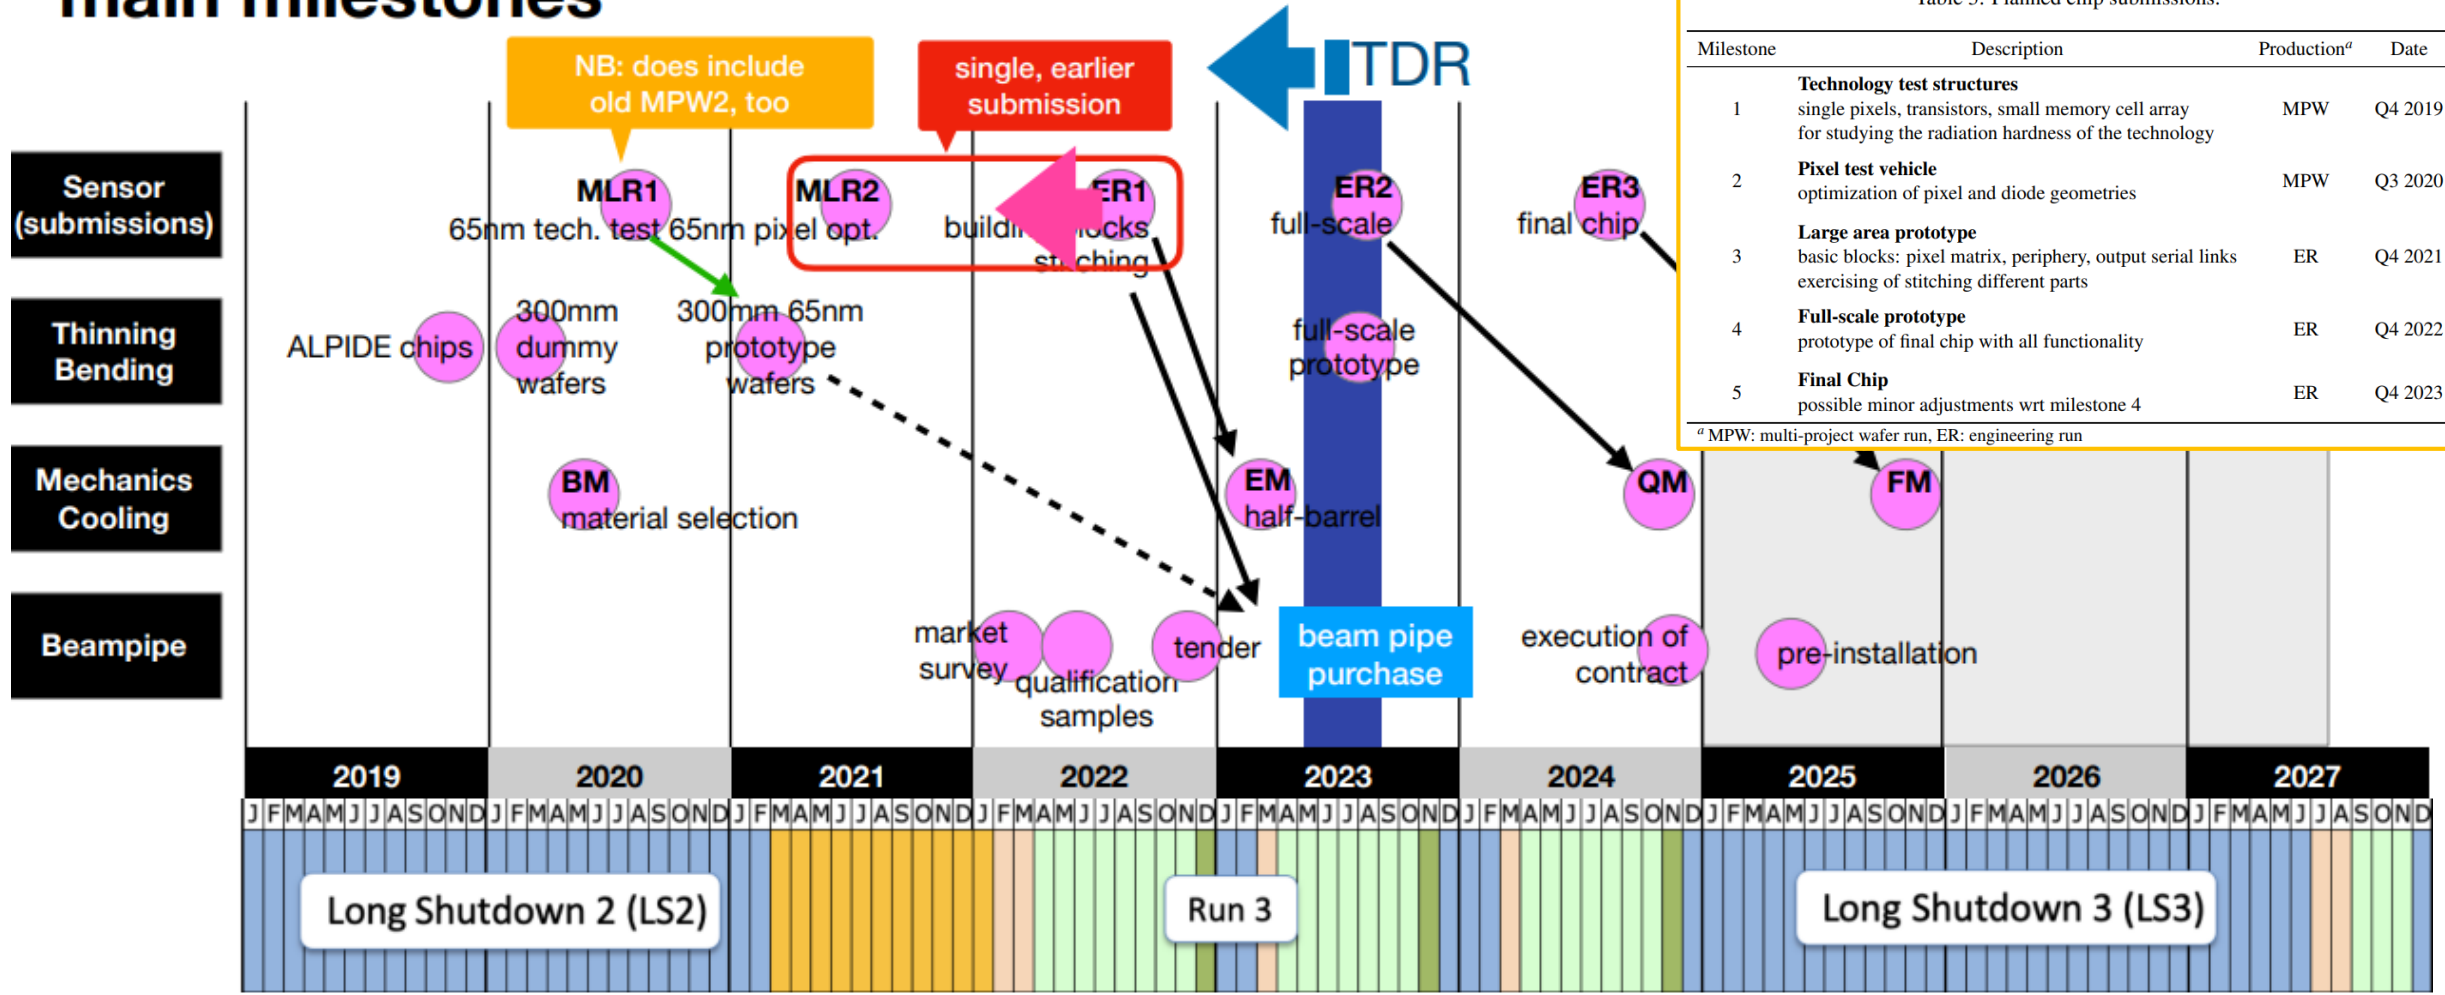 main milestones
Table 3: Planned chip submissions.
NB: does include
old MPW2, too
single, earlier
submission
TDR
Milestone Description Production^a Date
Technology test structures
1 single pixels, transistors, small memory cell array MPW Q4 2019
for studying the radiation hardness of the technology
Pixel test vehicle
2 optimization of pixel and diode geometries MPW Q3 2020
Large area prototype
3 basic blocks: pixel matrix, periphery, output serial links ER Q4 2021
exercising of stitching different parts
Full-scale prototype
4 prototype of final chip with all functionality ER Q4 2022
Final Chip
5 possible minor adjustments wrt milestone 4 ER Q4 2023
^a MPW: multi-project wafer run, ER: engineering run
Sensor
(submissions)
MLR1
65nm tech. test
MLR2
65nm pixel opt.
ER1
building blocks
stitching
ER2
full-scale
ER3
final chip
Thinning
Bending
ALPIDE chips
300mm
dummy
wafers
300mm 65nm
prototype
wafers
full-scale
prototype
Mechanics
Cooling
BM
material selection
EM
half-barrel
QM
FM
Beampipe
market
survey
qualification
samples
tender
beam pipe
purchase
execution of
contract
pre-installation
2019 2020 2021 2022 2023 2024 2025 2026 2027
J F M A M J J A S O N D J F M A M J J A S O N D J F M A M J J A S O N D J F M A M J J A S O N D J F M A M J J A S O N D J F M A M J J A S O N D J F M A M J J A S O N D J F M A M J J A S O N D J F M A M J J A S O N D
Long Shutdown 2 (LS2)
Run 3
Long Shutdown 3 (LS3)